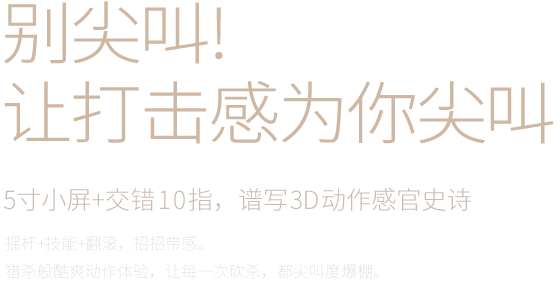 别尖叫!
让打击感为你尖叫
5寸小屏+交错10指，谱写3D动作感官史诗
摇杆+技能+翻滚，招招带感。
猎杀般酷爽动作体验，让每一次砍杀，都尖叫度爆棚。